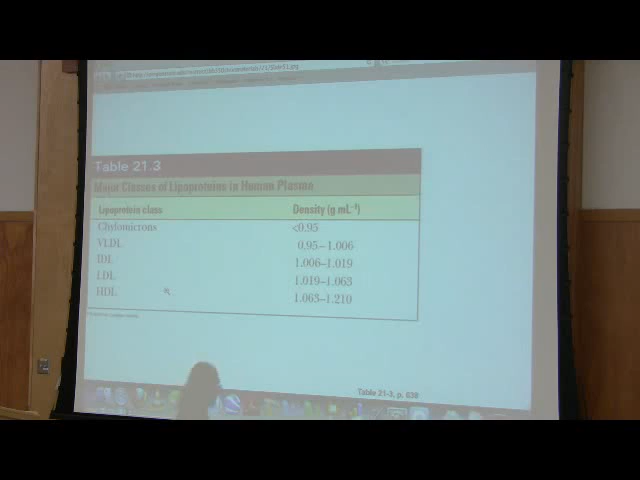 Table 21.3
Major Classes of Lipoproteins in Human Plasma
Lipoprotein class Density (g mL⁻¹)
Chylomicrons <0.95
VLDL 0.95–1.006
IDL 1.006–1.019
LDL 1.019–1.063
HDL 1.063–1.210
Table 21-3, p. 638